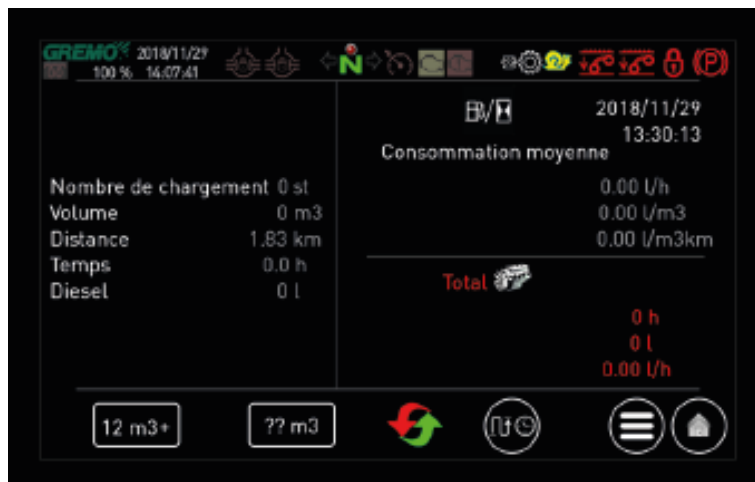 GREMO 2018/11/29
100 % 14:07:41
N
P
2018/11/29
13:30:13
Consommation moyenne
0.00 l/h
0.00 l/m3
0.00 l/m3km
Nombre de chargement 0 st
Volume 0 m3
Distance 1.83 km
Temps 0.0 h
Diesel 0 l
Total
0 h
0 l
0.00 l/h
12 m3+
?? m3